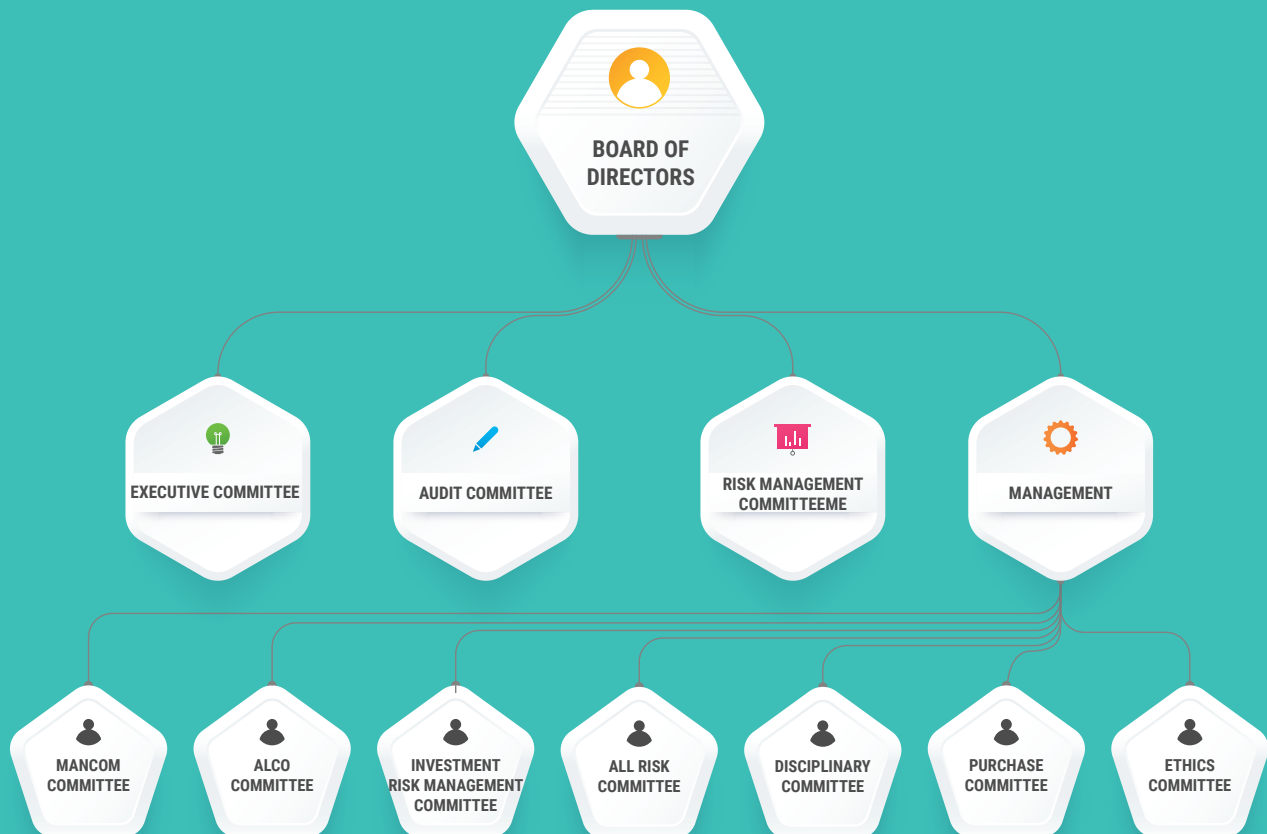 BOARD OF
DIRECTORS
EXECUTIVE COMMITTEE
AUDIT COMMITTEE
RISK MANAGEMENT
COMMITTEEME
MANAGEMENT
MANCOM
COMMITTEE
ALCO
COMMITTEE
INVESTMENT
RISK MANAGEMENT
COMMITTEE
ALL RISK
COMMITTEE
DISCIPLINARY
COMMITTEE
PURCHASE
COMMITTEE
ETHICS
COMMITTEE